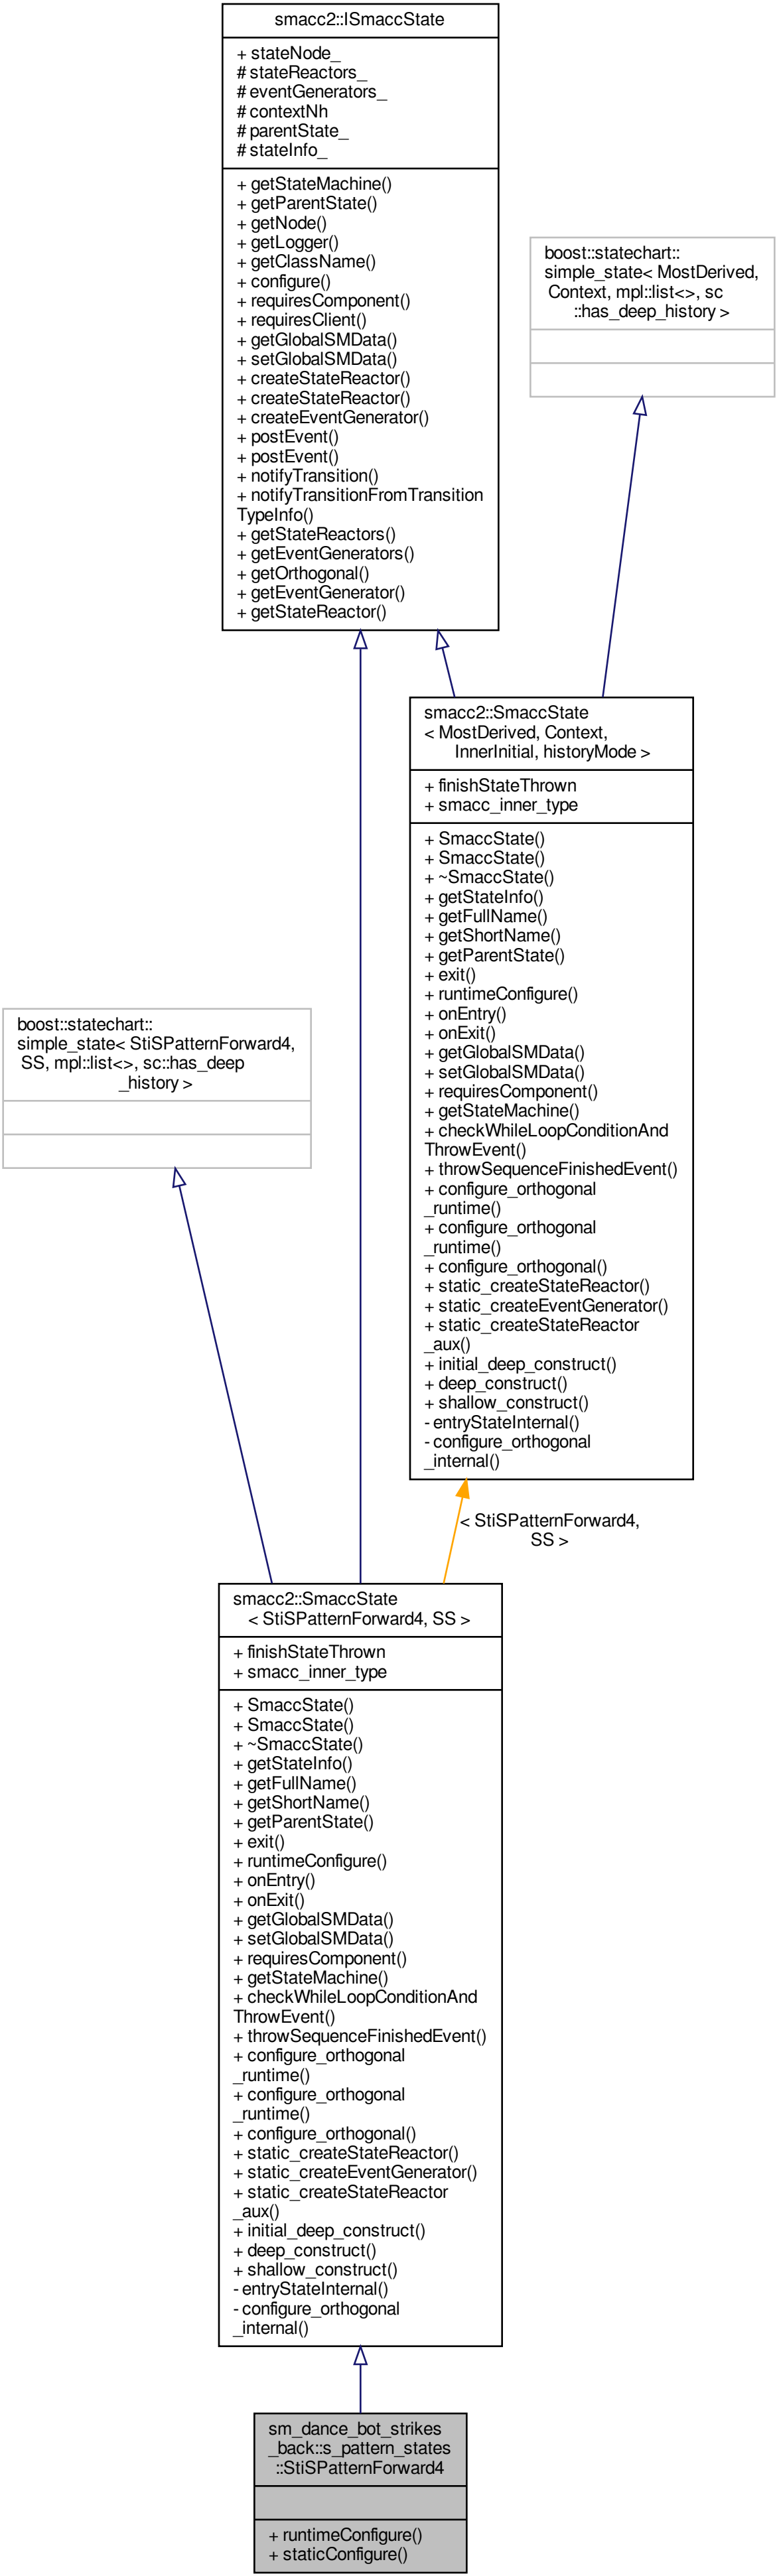 smacc2::ISmaccState
+ stateNode_
# stateReactors_
# eventGenerators_
# contextNh
# parentState_
# stateInfo_
+ getStateMachine()
+ getParentState()
+ getNode()
+ getLogger()
+ getClassName()
+ configure()
+ requiresComponent()
+ requiresClient()
+ getGlobalSMData()
+ setGlobalSMData()
+ createStateReactor()
+ createStateReactor()
+ createEventGenerator()
+ postEvent()
+ postEvent()
+ notifyTransition()
+ notifyTransitionFromTransition
TypeInfo()
+ getStateReactors()
+ getEventGenerators()
+ getOrthogonal()
+ getEventGenerator()
+ getStateReactor()
boost::statechart::
simple_state< MostDerived,
Context, mpl::list<>, sc
::has_deep_history >
smacc2::SmaccState
< MostDerived, Context,
InnerInitial, historyMode >
+ finishStateThrown
+ smacc_inner_type
+ SmaccState()
+ SmaccState()
+ ~SmaccState()
+ getStateInfo()
+ getFullName()
+ getShortName()
+ getParentState()
+ exit()
+ runtimeConfigure()
+ onEntry()
+ onExit()
+ getGlobalSMData()
+ setGlobalSMData()
+ requiresComponent()
+ getStateMachine()
+ checkWhileLoopConditionAnd
ThrowEvent()
+ throwSequenceFinishedEvent()
+ configure_orthogonal
_runtime()
+ configure_orthogonal
_runtime()
+ configure_orthogonal()
+ static_createStateReactor()
+ static_createEventGenerator()
+ static_createStateReactor
_aux()
+ initial_deep_construct()
+ deep_construct()
+ shallow_construct()
- entryStateInternal()
- configure_orthogonal
_internal()
boost::statechart::
simple_state< StiSPatternForward4,
SS, mpl::list<>, sc::has_deep
_history >
< StiSPatternForward4,
SS >
smacc2::SmaccState
< StiSPatternForward4, SS >
+ finishStateThrown
+ smacc_inner_type
+ SmaccState()
+ SmaccState()
+ ~SmaccState()
+ getStateInfo()
+ getFullName()
+ getShortName()
+ getParentState()
+ exit()
+ runtimeConfigure()
+ onEntry()
+ onExit()
+ getGlobalSMData()
+ setGlobalSMData()
+ requiresComponent()
+ getStateMachine()
+ checkWhileLoopConditionAnd
ThrowEvent()
+ throwSequenceFinishedEvent()
+ configure_orthogonal
_runtime()
+ configure_orthogonal
_runtime()
+ configure_orthogonal()
+ static_createStateReactor()
+ static_createEventGenerator()
+ static_createStateReactor
_aux()
+ initial_deep_construct()
+ deep_construct()
+ shallow_construct()
- entryStateInternal()
- configure_orthogonal
_internal()
sm_dance_bot_strikes
_back::s_pattern_states
::StiSPatternForward4
+ runtimeConfigure()
+ staticConfigure()